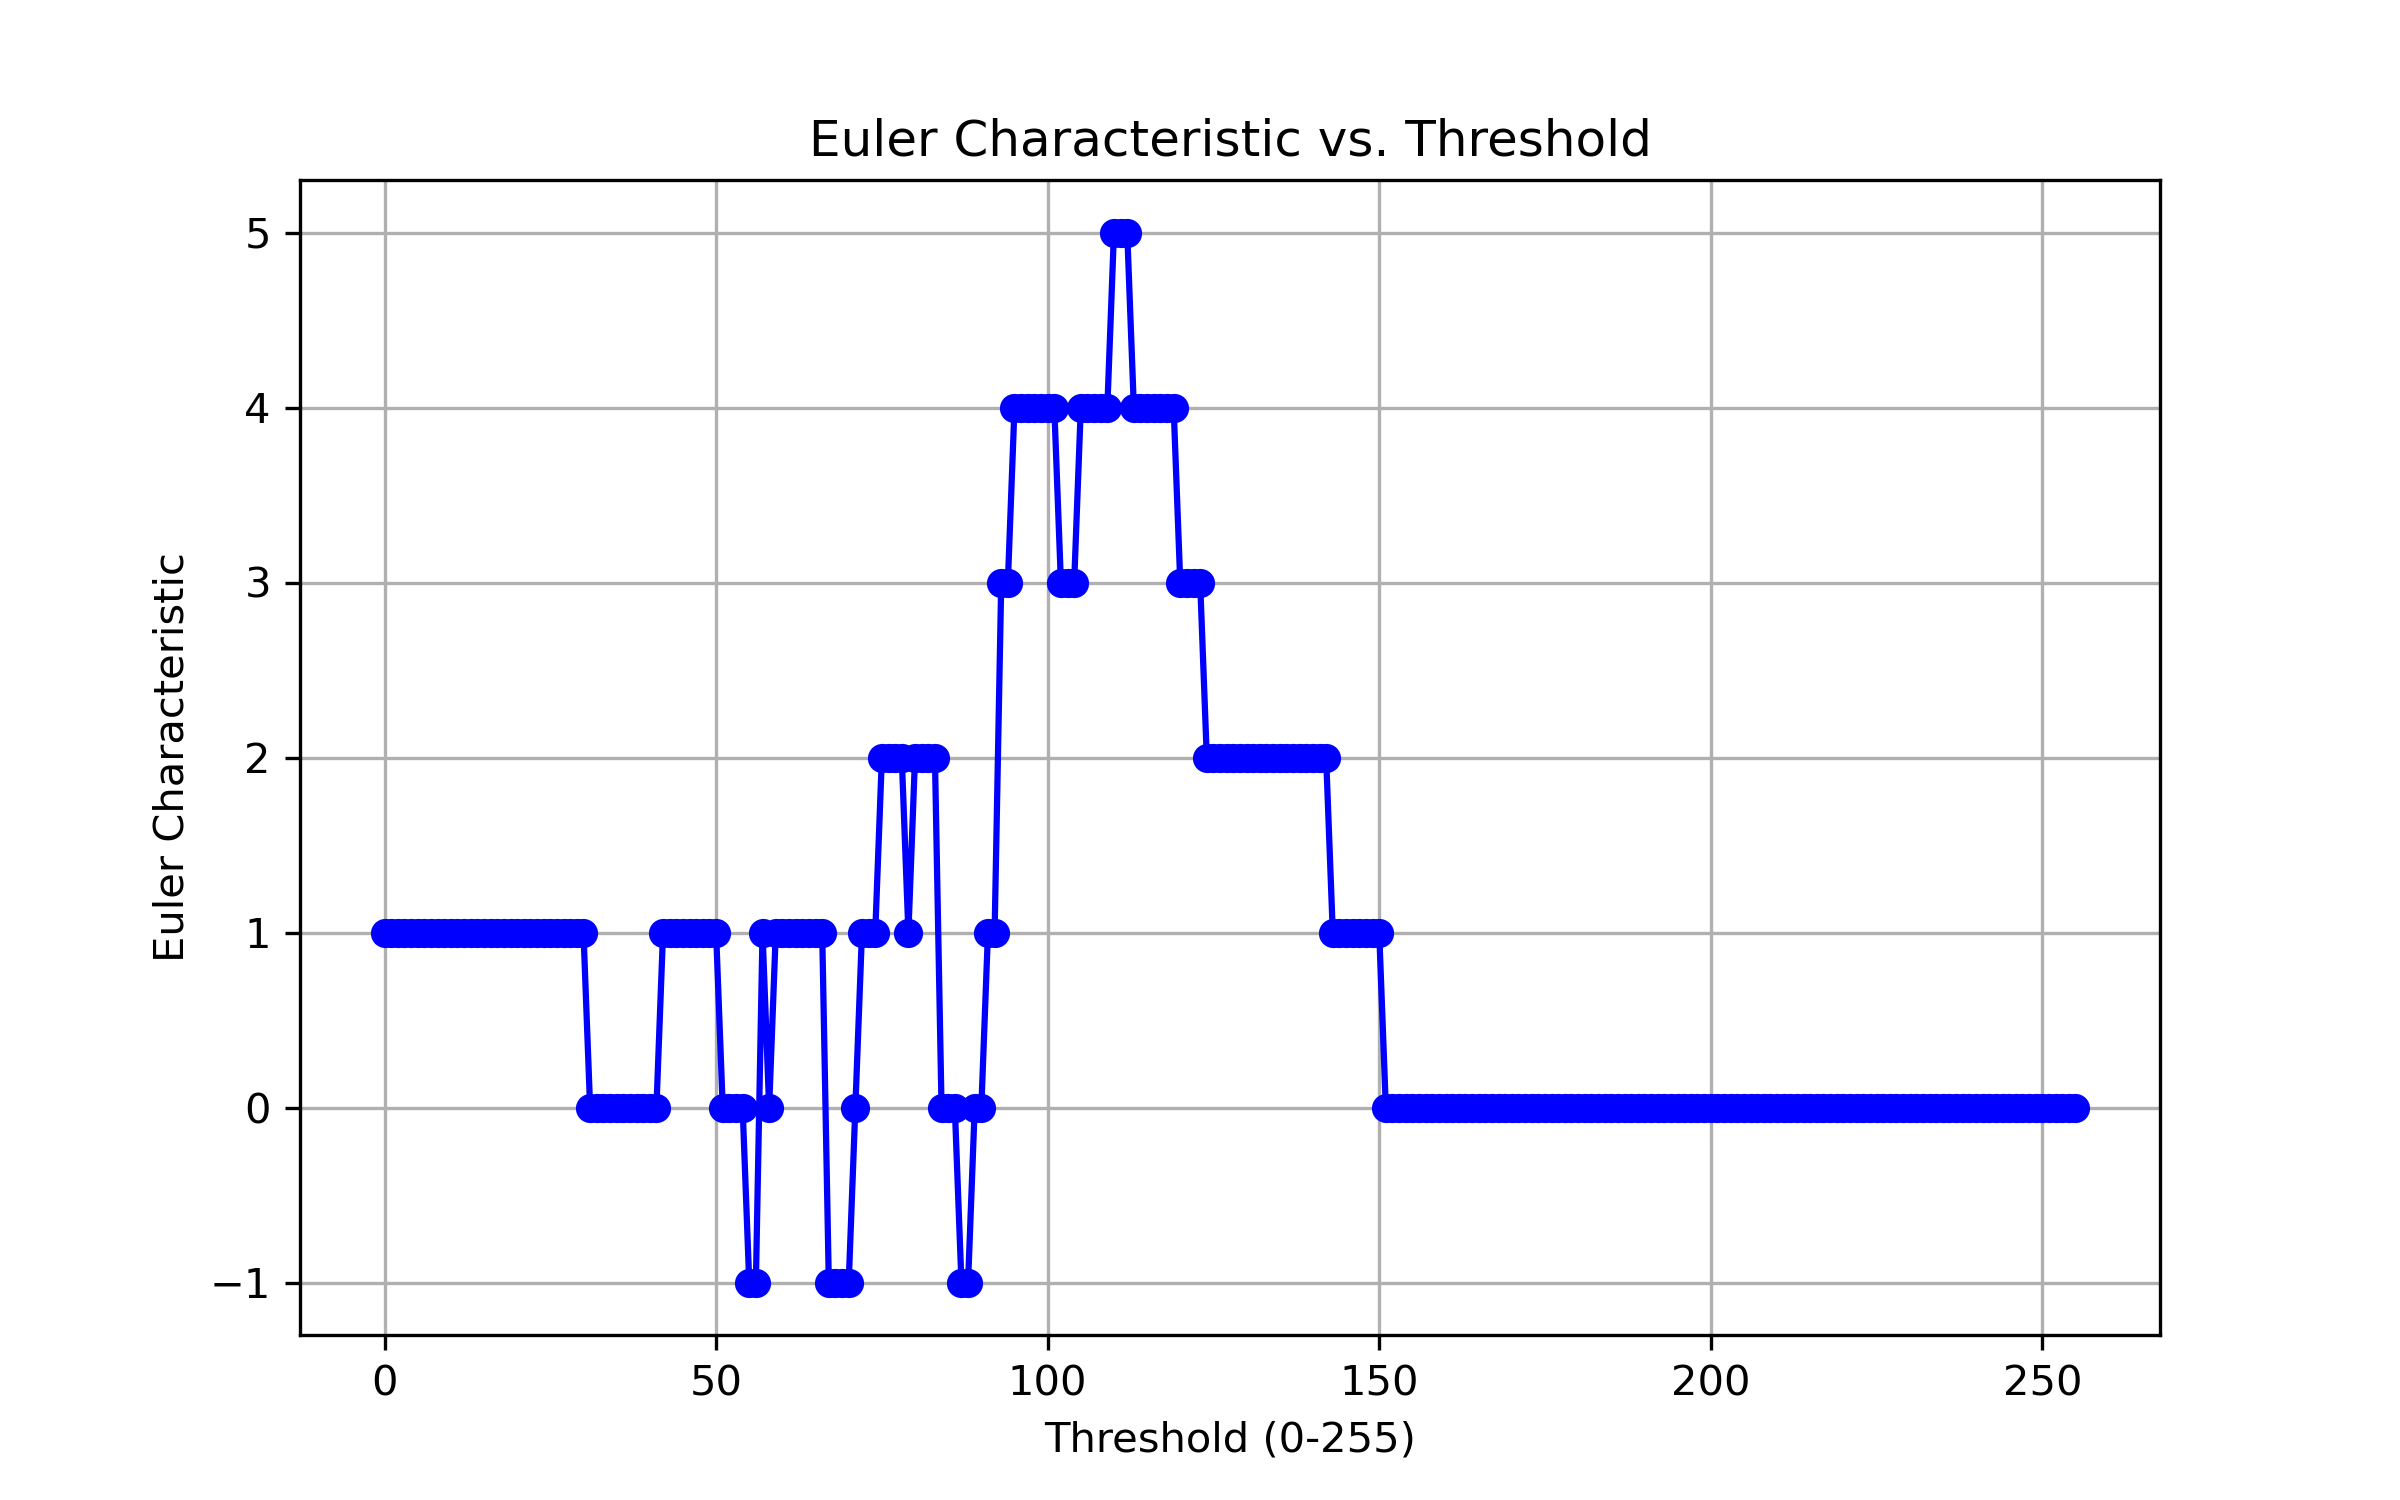 Euler Characteristic vs. Threshold
Euler Characteristic
5
4
3
2
1
0
−1
0 50 100 150 200 250
Threshold (0-255)